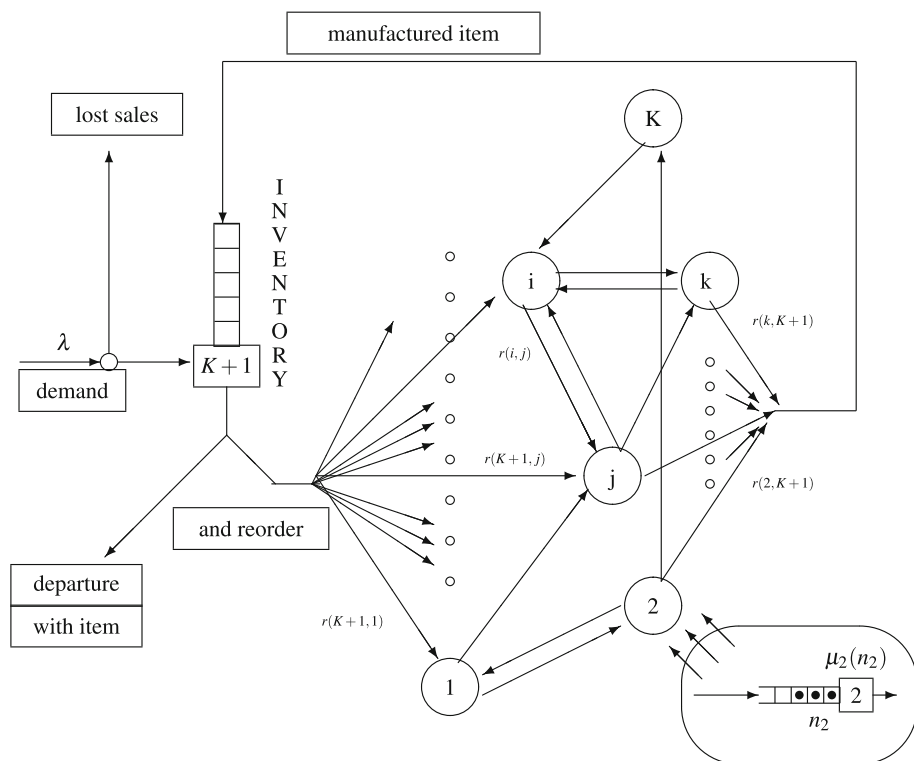 manufactured item
lost sales
K
INVENTORY
i
k
r(k,K+1)
λ
r(i,j)
K+1
demand
r(K+1,j)
j
r(2,K+1)
and reorder
departure
with item
2
r(K+1,1)
1
μ₂(n₂)
2
n₂